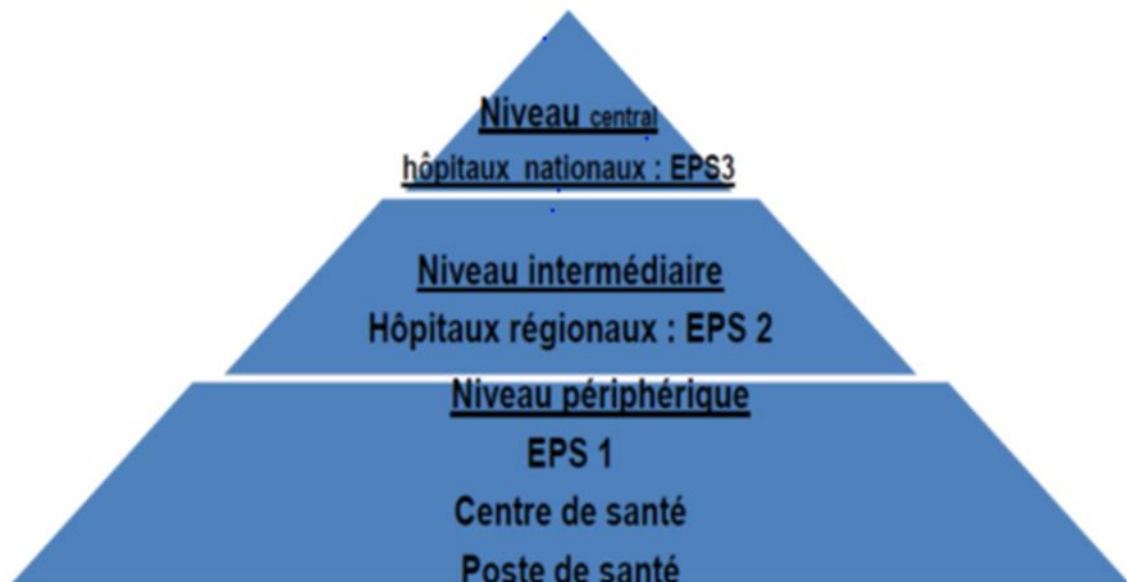 Niveau central
hôpitaux nationaux : EPS3
Niveau intermédiaire
Hôpitaux régionaux : EPS 2
Niveau périphérique
EPS 1
Centre de santé
Poste de santé